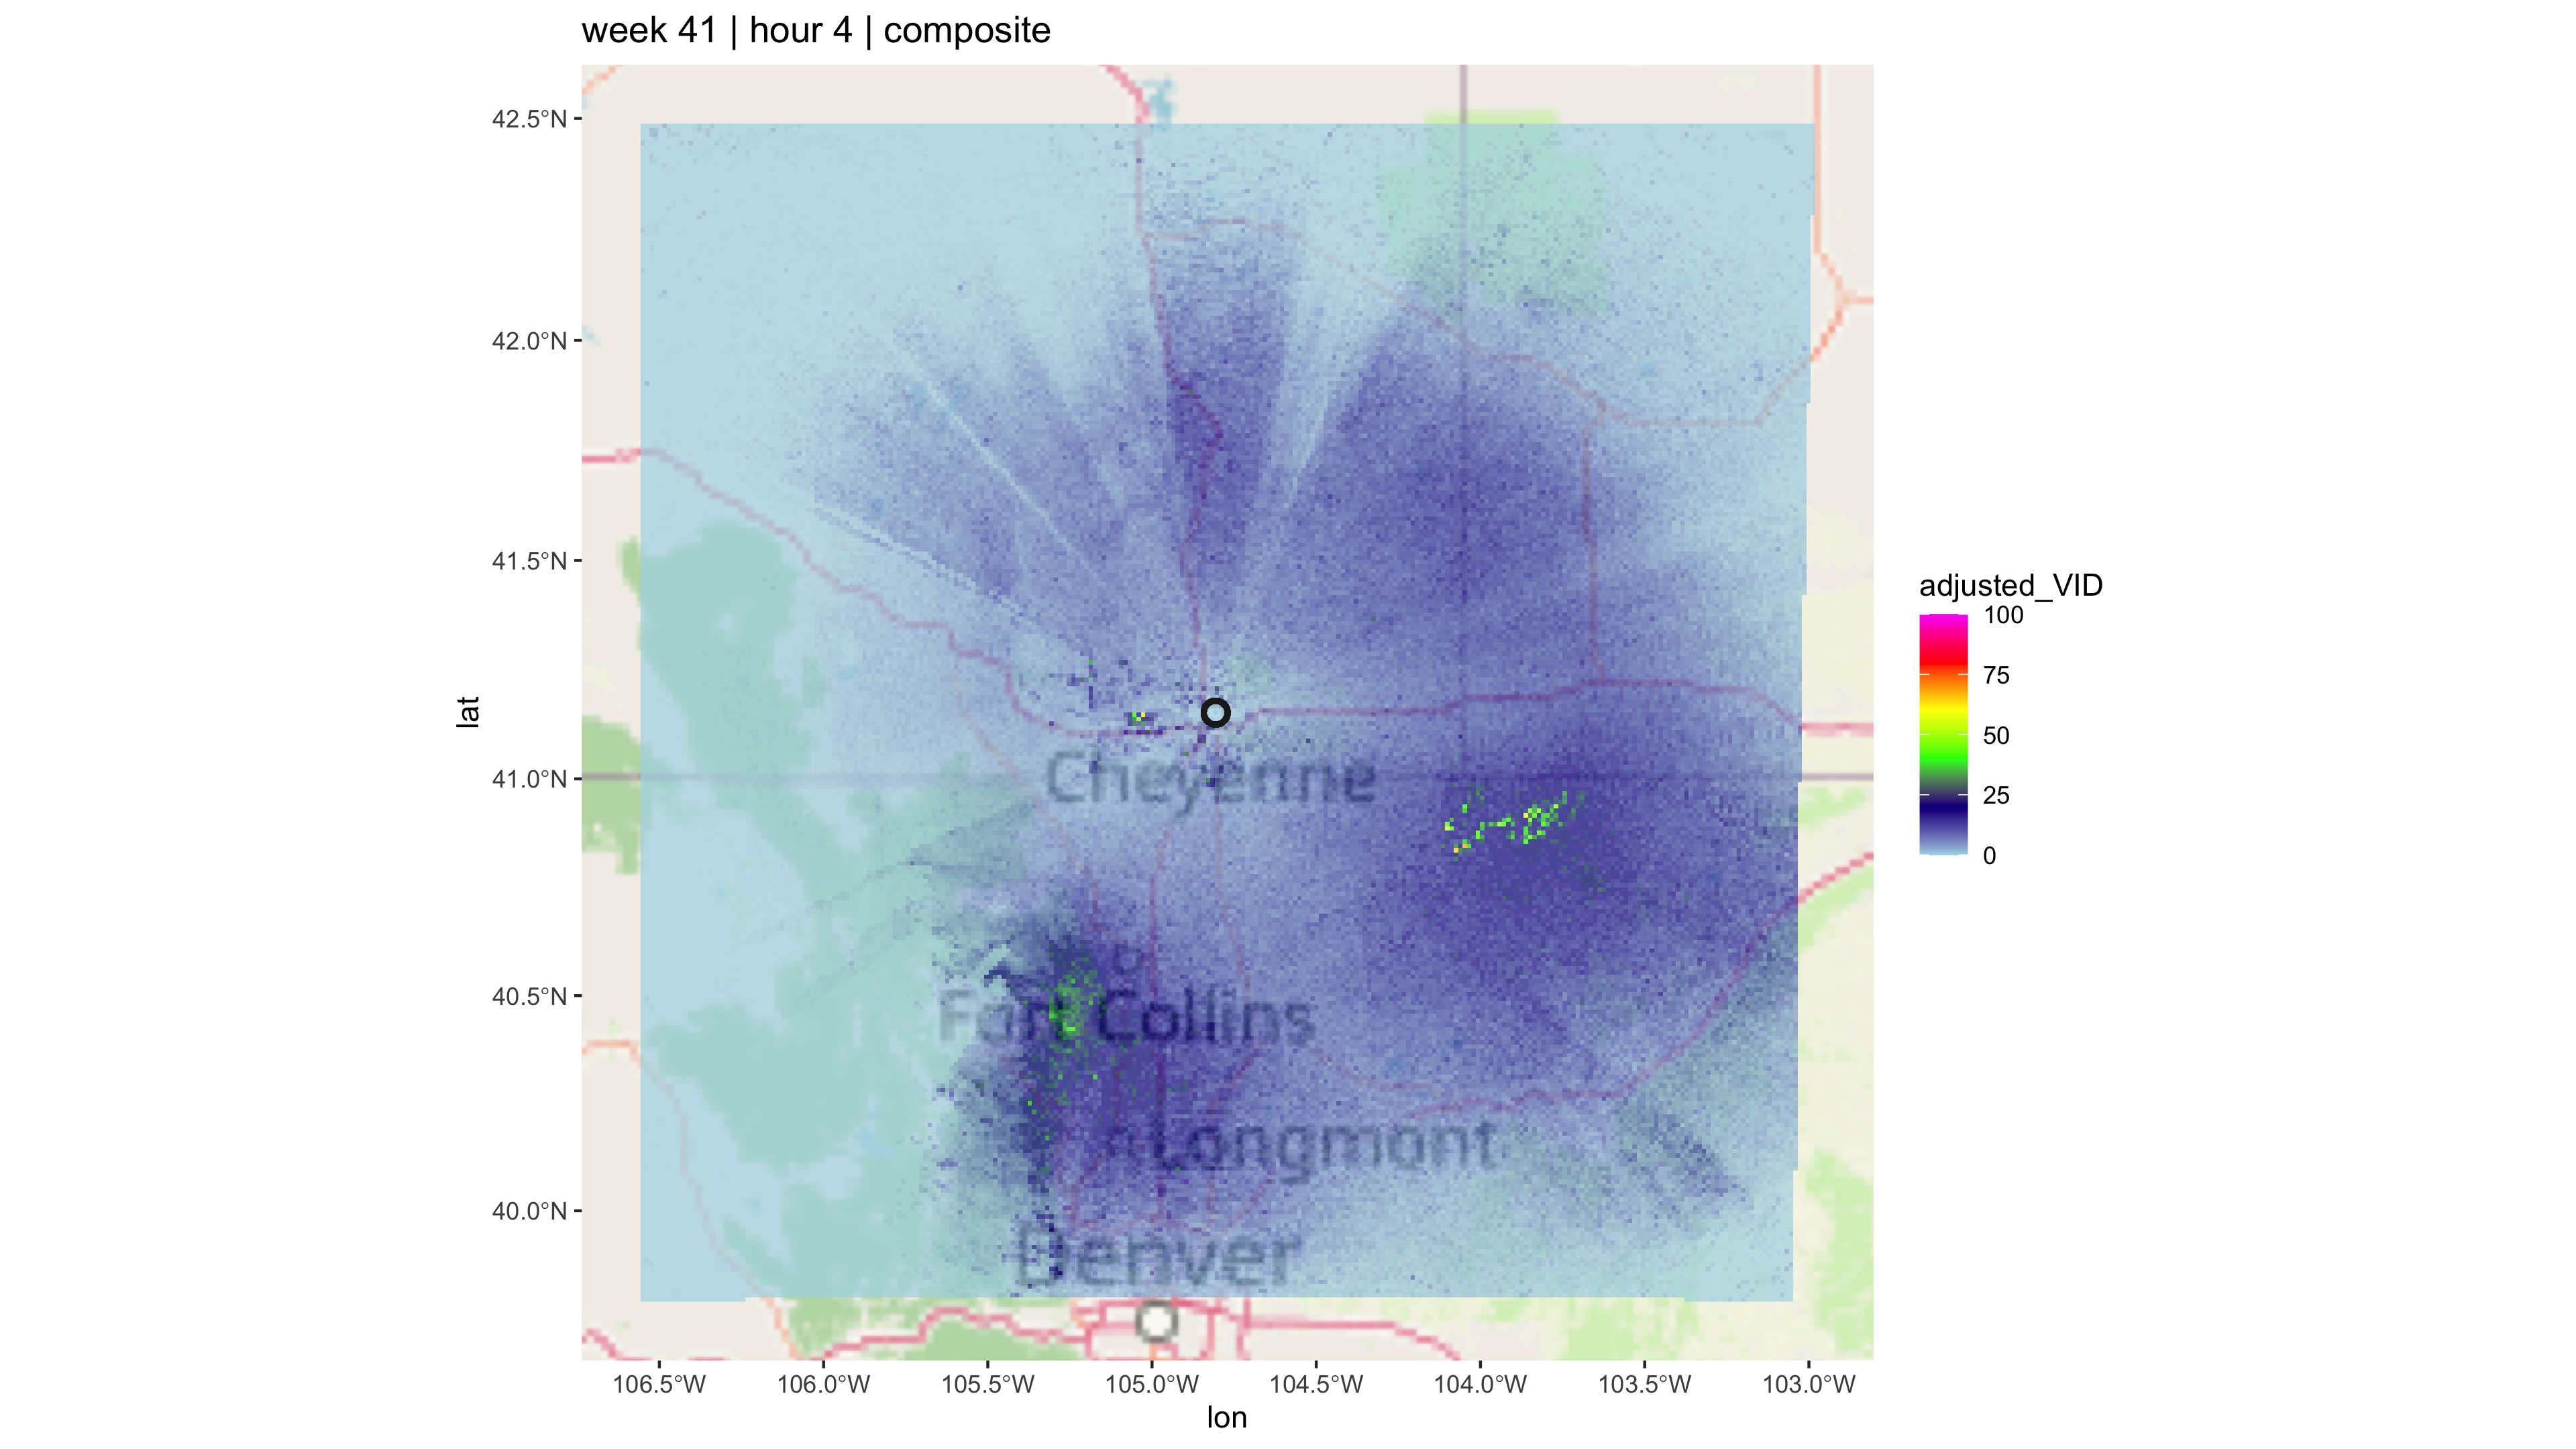 week 41 | hour 4 | composite
42.5°N
42.0°N
41.5°N
41.0°N
40.5°N
40.0°N
lat
Cheyenne
Fort Collins
Longmont
Denver
106.5°W 106.0°W 105.5°W 105.0°W 104.5°W 104.0°W 103.5°W 103.0°W
lon
adjusted_VID
100
75
50
25
0